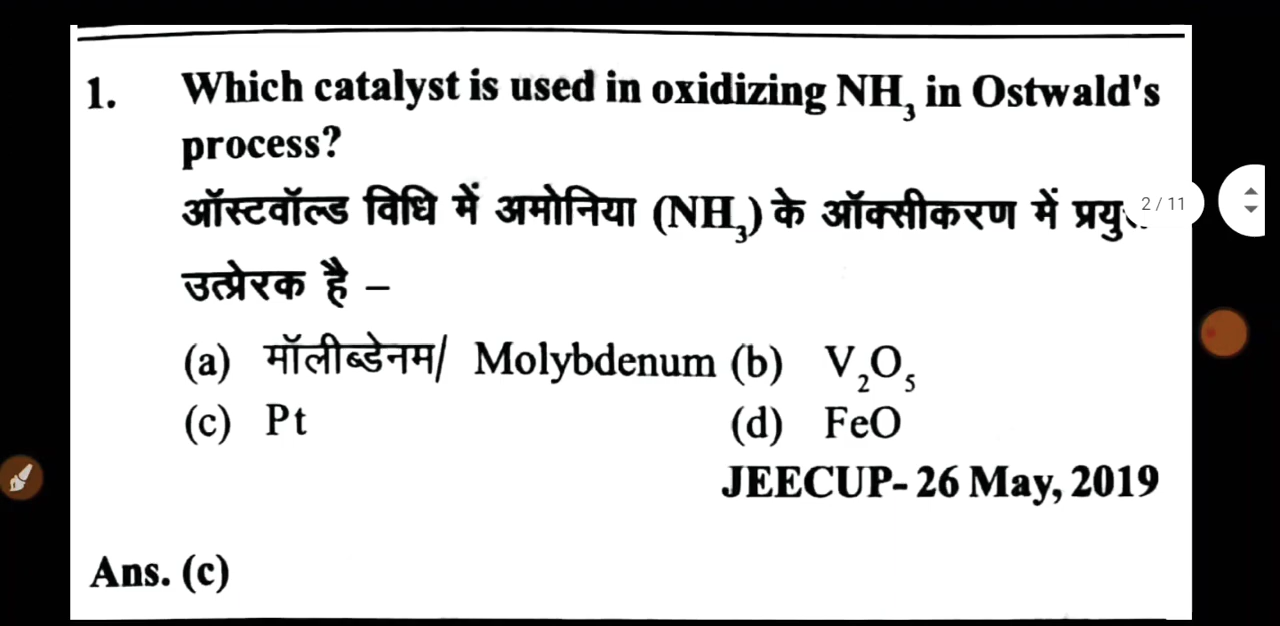 1. Which catalyst is used in oxidizing NH₃ in Ostwald's
process?
ऑस्टवॉल्ड विधि में अमोनिया (NH₃) के ऑक्सीकरण में
2 / 11
उत्प्रेरक है –
(a) मॉलीब्डेनम/ Molybdenum (b) V₂O₅
(c) Pt (d) FeO
JEECUP- 26 May, 2019
Ans. (c)